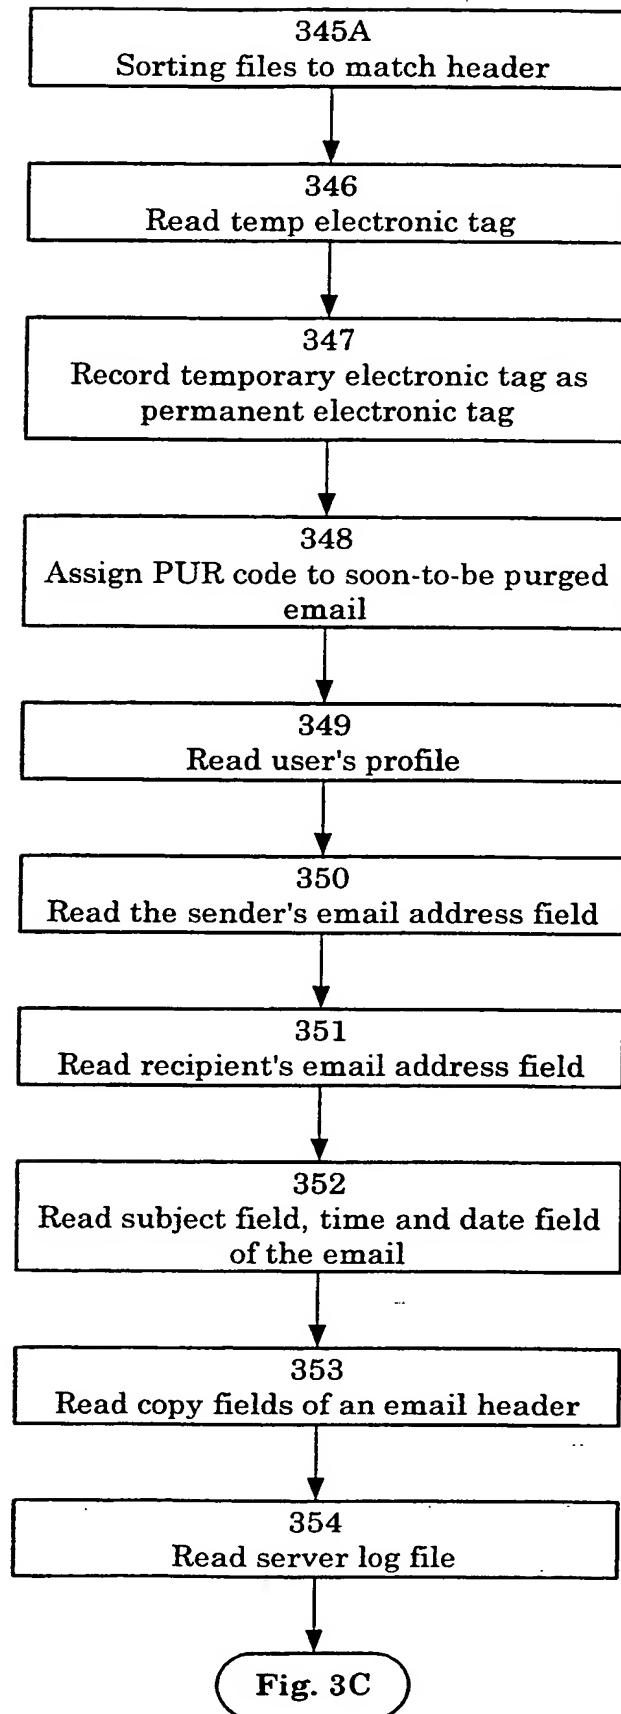 345A
Sorting files to match header
346
Read temp electronic tag
347
Record temporary electronic tag as
permanent electronic tag
348
Assign PUR code to soon-to-be purged
email
349
Read user's profile
350
Read the sender's email address field
351
Read recipient's email address field
352
Read subject field, time and date field
of the email
353
Read copy fields of an email header
354
Read server log file
Fig. 3C